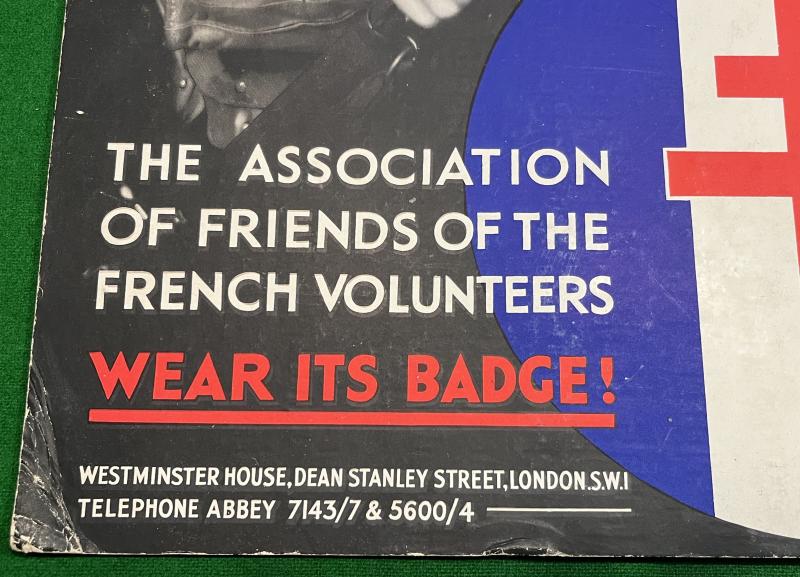 THE ASSOCIATION
OF FRIENDS OF THE
FRENCH VOLUNTEERS
WEAR ITS BADGE!
WESTMINSTER HOUSE, DEAN STANLEY STREET, LONDON.S.W.1
TELEPHONE ABBEY 7143/7 & 5600/4